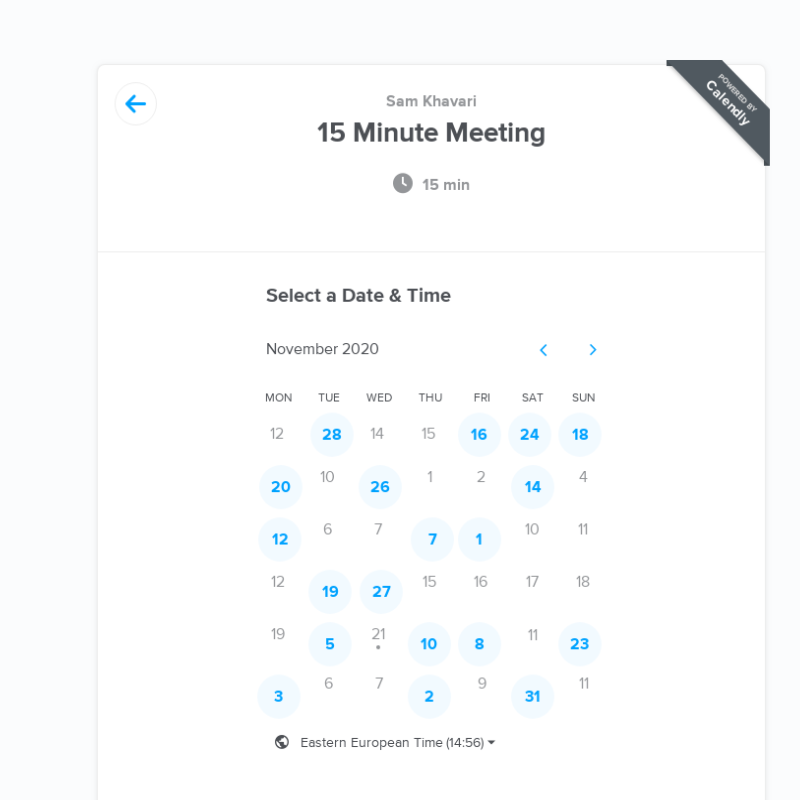 POWERED BY
Calendly
Sam Khavari
15 Minute Meeting
15 min
Select a Date & Time
November 2020
MON TUE WED THU FRI SAT SUN
12 28 14 15 16 24 18
20 10 26 1 2 14 4
12 6 7 7 1 10 11
12 19 27 15 16 17 18
19 5 21 10 8 11 23
3 6 7 2 9 31 11
Eastern European Time (14:56)